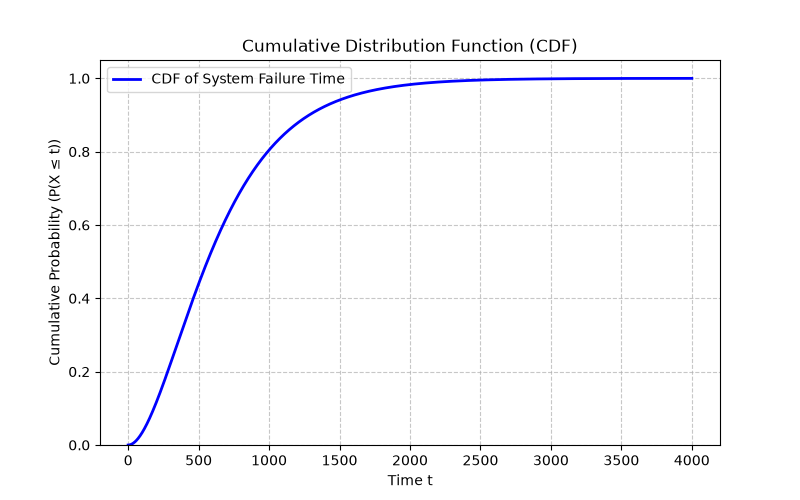 Cumulative Distribution Function (CDF)
CDF of System Failure Time
Cumulative Probability (P(X ≤ t))
1.0
0.8
0.6
0.4
0.2
0.0
0 500 1000 1500 2000 2500 3000 3500 4000
Time t